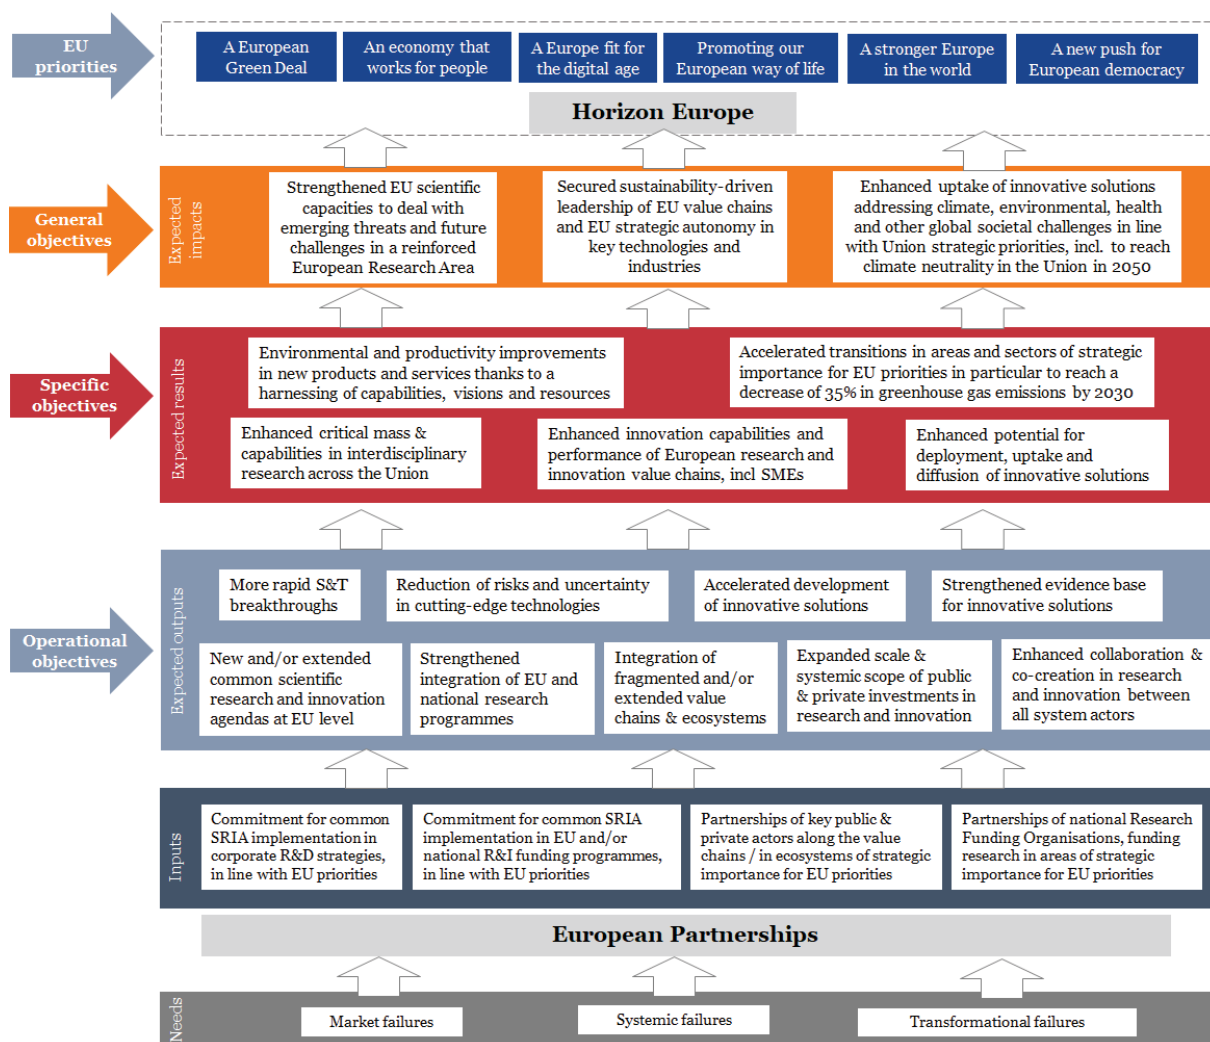 EU
priorities
A European
Green Deal
An economy that
works for people
A Europe fit for
the digital age
Promoting our
European way of life
A stronger Europe
in the world
A new push for
European democracy
Horizon Europe
General
objectives
Expected
impacts
Strengthened EU scientific
capacities to deal with
emerging threats and future
challenges in a reinforced
European Research Area
Secured sustainability-driven
leadership of EU value chains
and EU strategic autonomy in
key technologies and
industries
Enhanced uptake of innovative solutions
addressing climate, environmental, health
and other global societal challenges in line
with Union strategic priorities, incl. to reach
climate neutrality in the Union in 2050
Specific
objectives
Expected results
Environmental and productivity improvements
in new products and services thanks to a
harnessing of capabilities, visions and resources
Accelerated transitions in areas and sectors of strategic
importance for EU priorities in particular to reach a
decrease of 35% in greenhouse gas emissions by 2030
Enhanced critical mass &
capabilities in interdisciplinary
research across the Union
Enhanced innovation capabilities and
performance of European research and
innovation value chains, incl SMEs
Enhanced potential for
deployment, uptake and
diffusion of innovative solutions
Operational
objectives
Expected outputs
More rapid S&T
breakthroughs
Reduction of risks and uncertainty
in cutting-edge technologies
Accelerated development
of innovative solutions
Strengthened evidence base
for innovative solutions
New and/or extended
common scientific
research and innovation
agendas at EU level
Strengthened
integration of EU and
national research
programmes
Integration of
fragmented and/or
extended value
chains & ecosystems
Expanded scale &
systemic scope of public
& private investments in
research and innovation
Enhanced collaboration &
co-creation in research
and innovation between
all system actors
Inputs
Commitment for common
SRIA implementation in
corporate R&D strategies,
in line with EU priorities
Commitment for common SRIA
implementation in EU and/or
national R&I funding programmes,
in line with EU priorities
Partnerships of key public &
private actors along the value
chains / in ecosystems of strategic
importance for EU priorities
Partnerships of national Research
Funding Organisations, funding
research in areas of strategic
importance for EU priorities
European Partnerships
Needs
Market failures
Systemic failures
Transformational failures